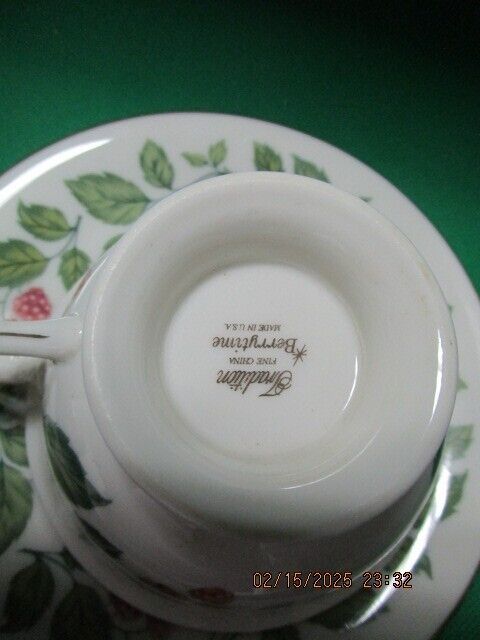 Tradition
FINE CHINA
*Berrytime
MADE IN U.S.A.
02/15/2025 23:32